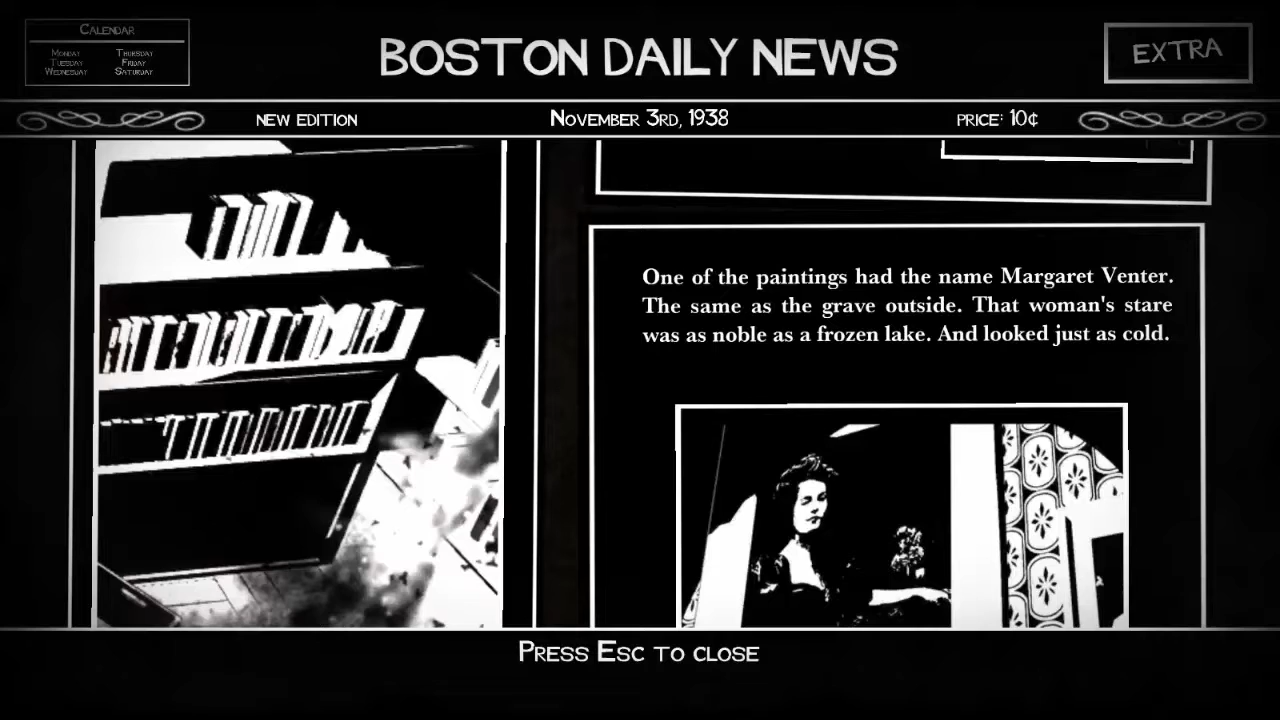 Calendar
Monday Thursday
Tuesday Friday
Wednesday Saturday
BOSTON DAILY NEWS
EXTRA
NEW EDITION
November 3rd, 1938
PRICE: 10¢
One of the paintings had the name Margaret Venter.
The same as the grave outside. That woman's stare
was as noble as a frozen lake. And looked just as cold.
Press Esc to close